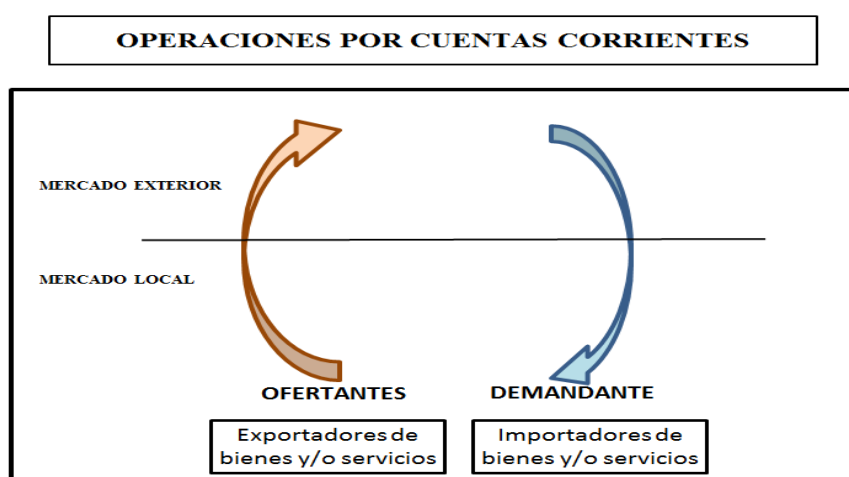 OPERACIONES POR CUENTAS CORRIENTES
MERCADO EXTERIOR
MERCADO LOCAL
OFERTANTES
DEMANDANTE
Exportadores de
bienes y/o servicios
Importadores de
bienes y/o servicios